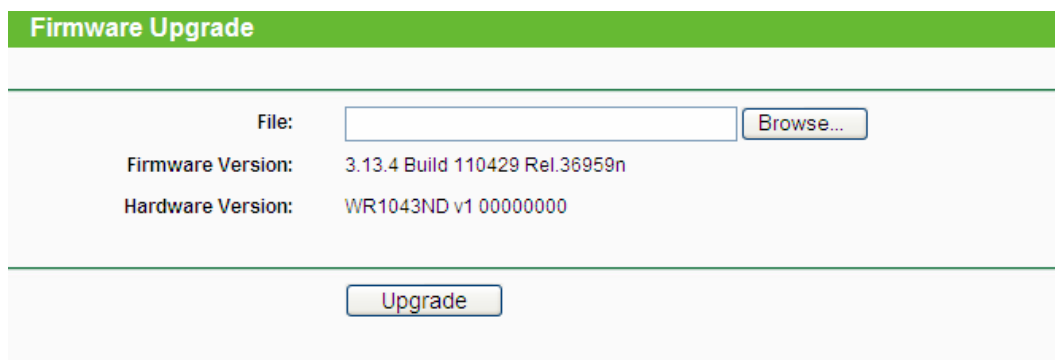 Firmware Upgrade
File:
Browse...
Firmware Version: 3.13.4 Build 110429 Rel.36959n
Hardware Version: WR1043ND v1 00000000
Upgrade